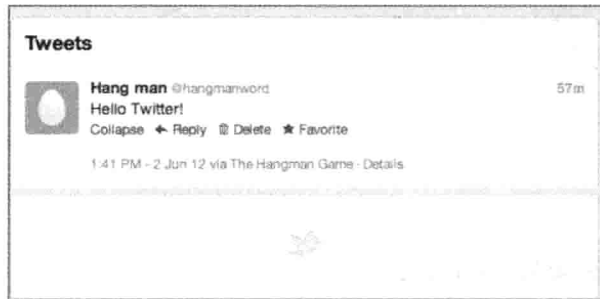 Tweets
Hang man @hangmanword 57m
Hello Twitter!
Collapse Reply Delete Favorite
1:41 PM - 2 Jun 12 via The Hangman Game · Details